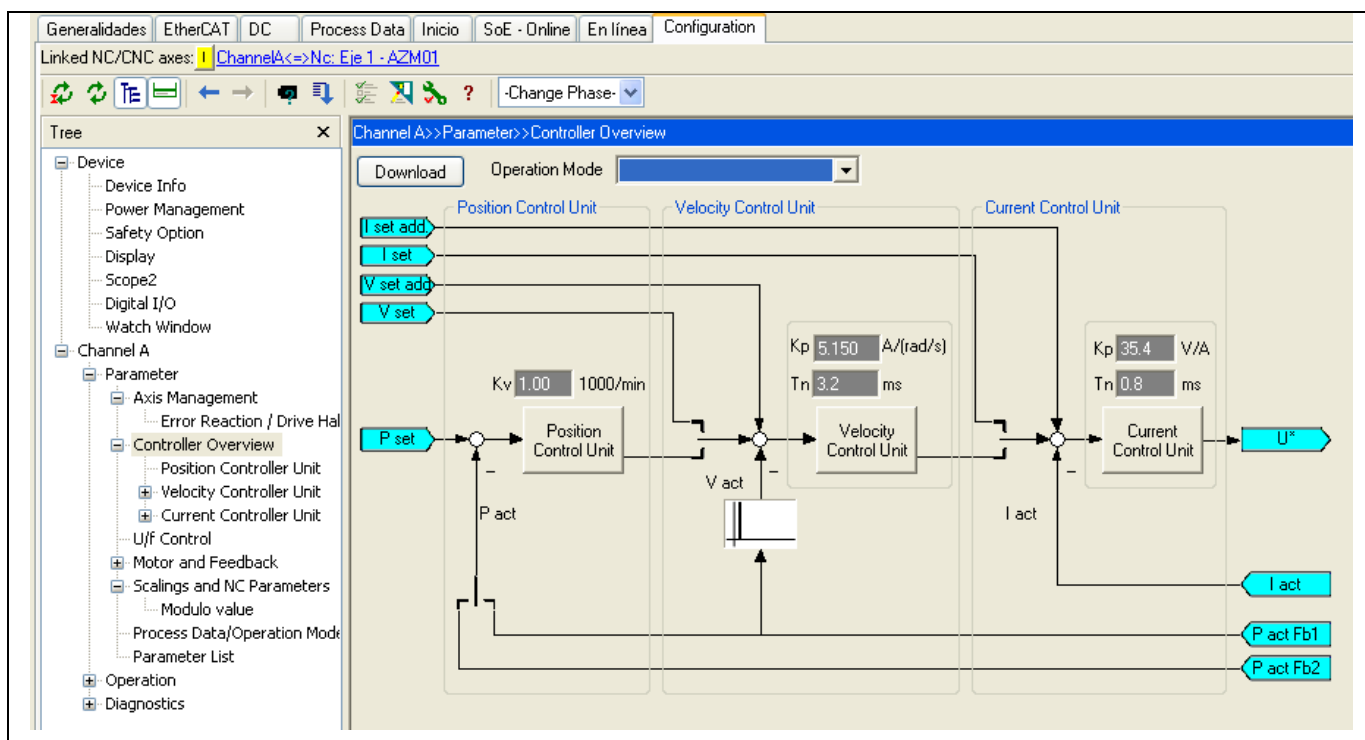 Generalidades EtherCAT DC Process Data Inicio SoE - Online En línea Configuration
Linked NC/CNC axes: ChannelA<=>Nc: Eje 1 - AZM01
TE ? -Change Phase-
Tree x
Device
Device Info
Power Management
Safety Option
Display
Scope2
Digital I/O
Watch Window
Channel A
Parameter
Axis Management
Error Reaction / Drive Hal
Controller Overview
Position Controller Unit
Velocity Controller Unit
Current Controller Unit
U/f Control
Motor and Feedback
Scalings and NC Parameters
Modulo value
Process Data/Operation Mode
Parameter List
Operation
Diagnostics
Channel A>>Parameter>>Controller Overview
Download Operation Mode
Position Control Unit Velocity Control Unit Current Control Unit
I set add.
I set
V set add
V set
Kp 5.150 A/(rad/s) Kp 35.4 V/A
Kv 1.00 1000/min Tn 3.2 ms Tn 0.8 ms
P set Position Control Unit Velocity Control Unit Current Control Unit U*
V act
P act I act
I act
P act Fb1
P act Fb2